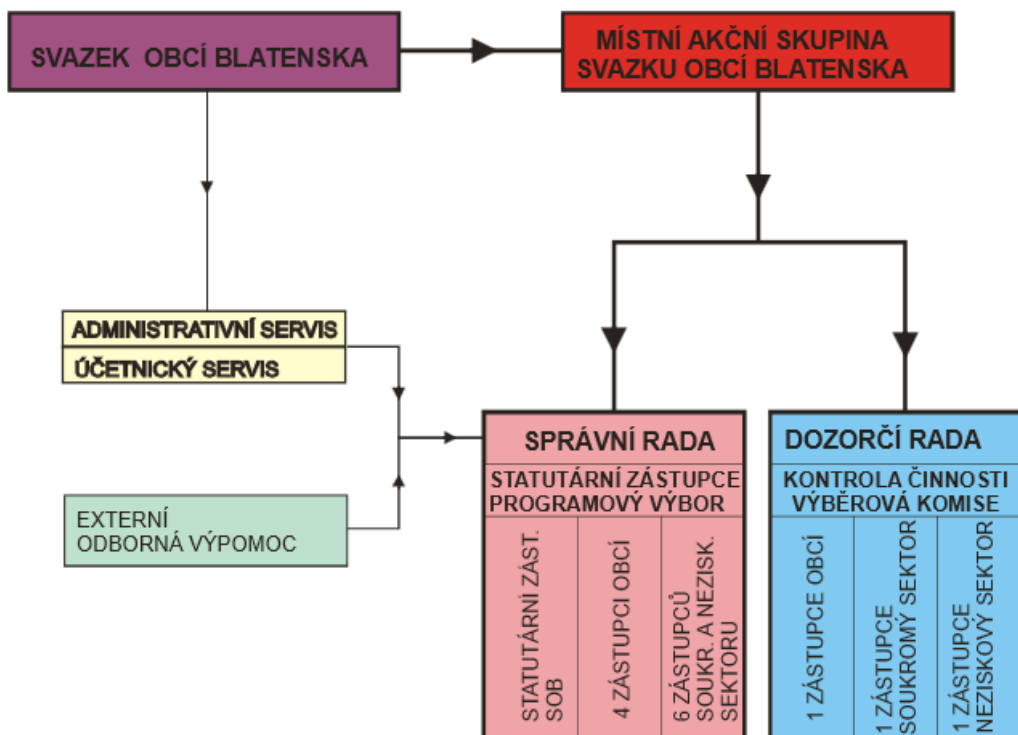 SVAZEK OBCÍ BLATENSKA
MÍSTNÍ AKČNÍ SKUPINA
SVAZKU OBCÍ BLATENSKA
ADMINISTRATIVNÍ SERVIS
ÚČETNICKÝ SERVIS
EXTERNÍ
ODBORNÁ VÝPOMOC
SPRÁVNÍ RADA
STATUTÁRNÍ ZÁSTUPCE
PROGRAMOVÝ VÝBOR
STATUTÁRNÍ ZÁST.
SOB
4 ZÁSTUPCI OBCÍ
6 ZÁSTUPCŮ
SOUKR. A NEZISK.
SEKTORU
DOZORČÍ RADA
KONTROLA ČINNOSTI
VÝBĚROVÁ KOMISE
1 ZÁSTUPCE OBCÍ
1 ZÁSTUPCE
SOUKROMÝ SEKTOR
1 ZÁSTUPCE
NEZISKOVÝ SEKTOR